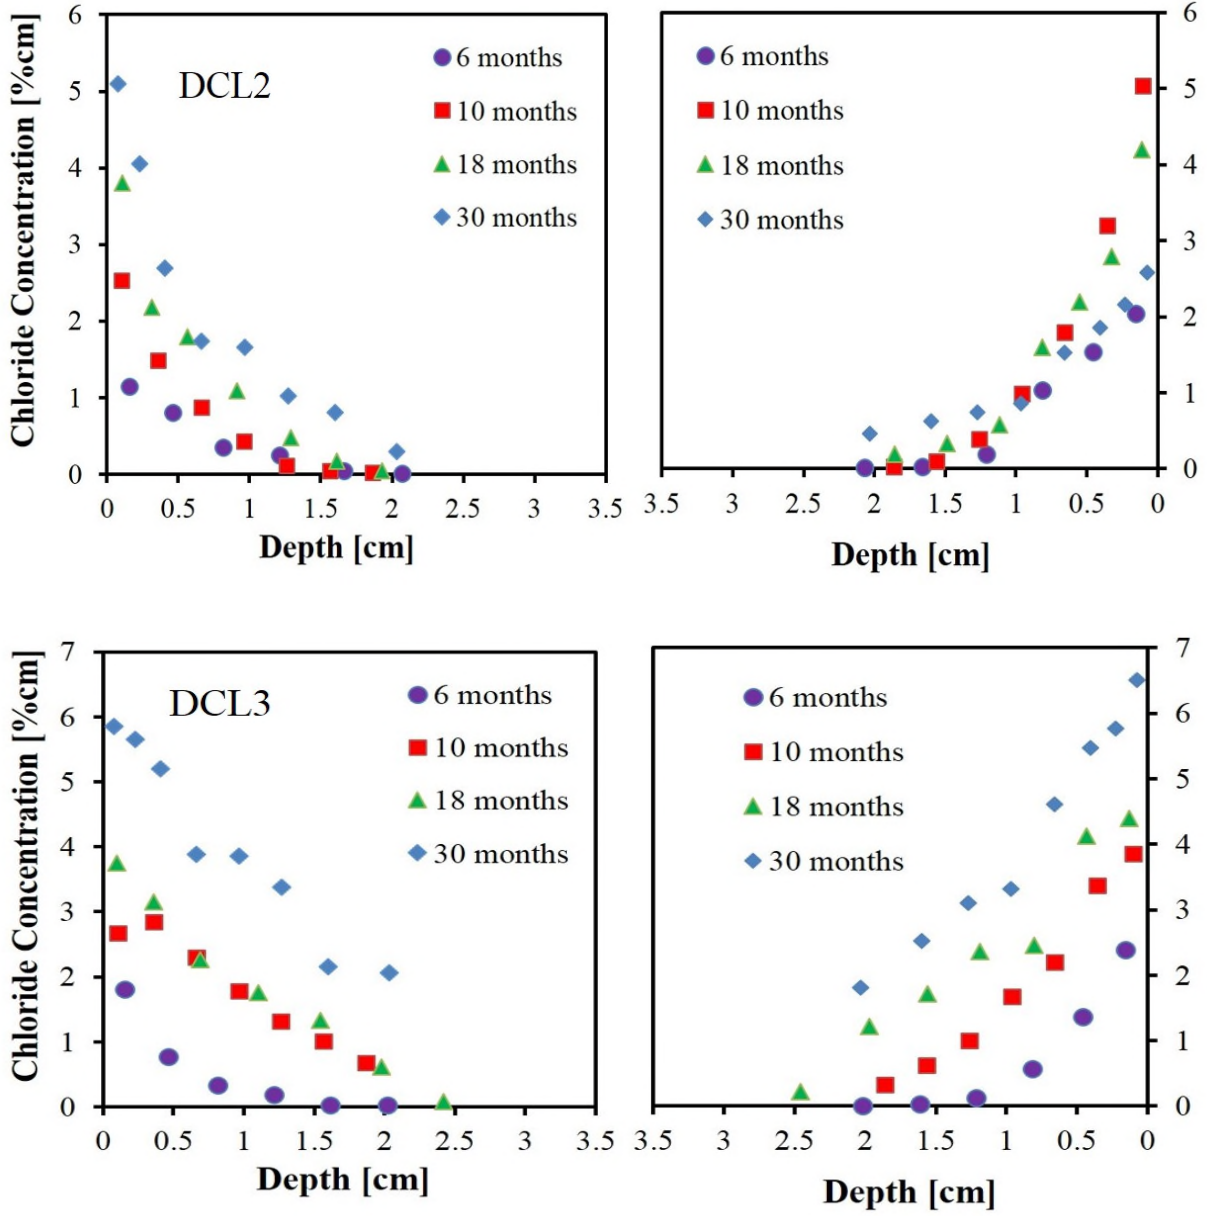 Chloride Concentration [%cm]
6
5
4
3
2
1
0
DCL2
6 months
10 months
18 months
30 months
0 0.5 1 1.5 2 2.5 3 3.5
Depth [cm]
6 months
10 months
18 months
30 months
6
5
4
3
2
1
0
3.5 3 2.5 2 1.5 1 0.5 0
Depth [cm]
Chloride Concentration [%cm]
7
6
5
4
3
2
1
0
DCL3
6 months
10 months
18 months
30 months
0 0.5 1 1.5 2 2.5 3 3.5
Depth [cm]
6 months
10 months
18 months
30 months
7
6
5
4
3
2
1
0
3.5 3 2.5 2 1.5 1 0.5 0
Depth [cm]